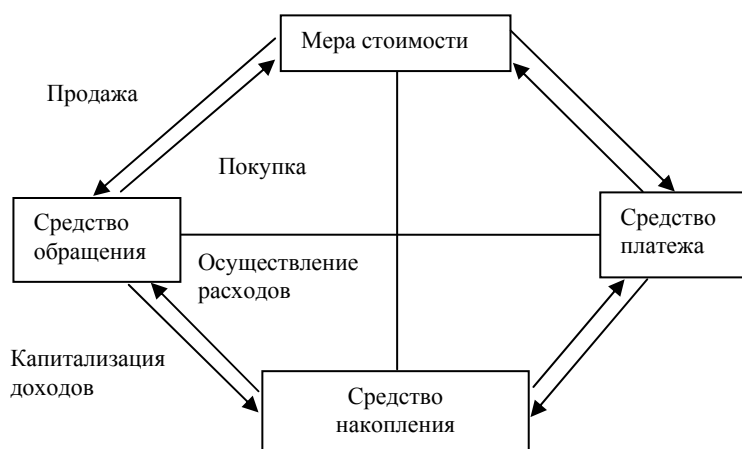 Мера стоимости
Продажа
Покупка
Средство
обращения
Средство
платежа
Осуществление
расходов
Капитализация
доходов
Средство
накопления